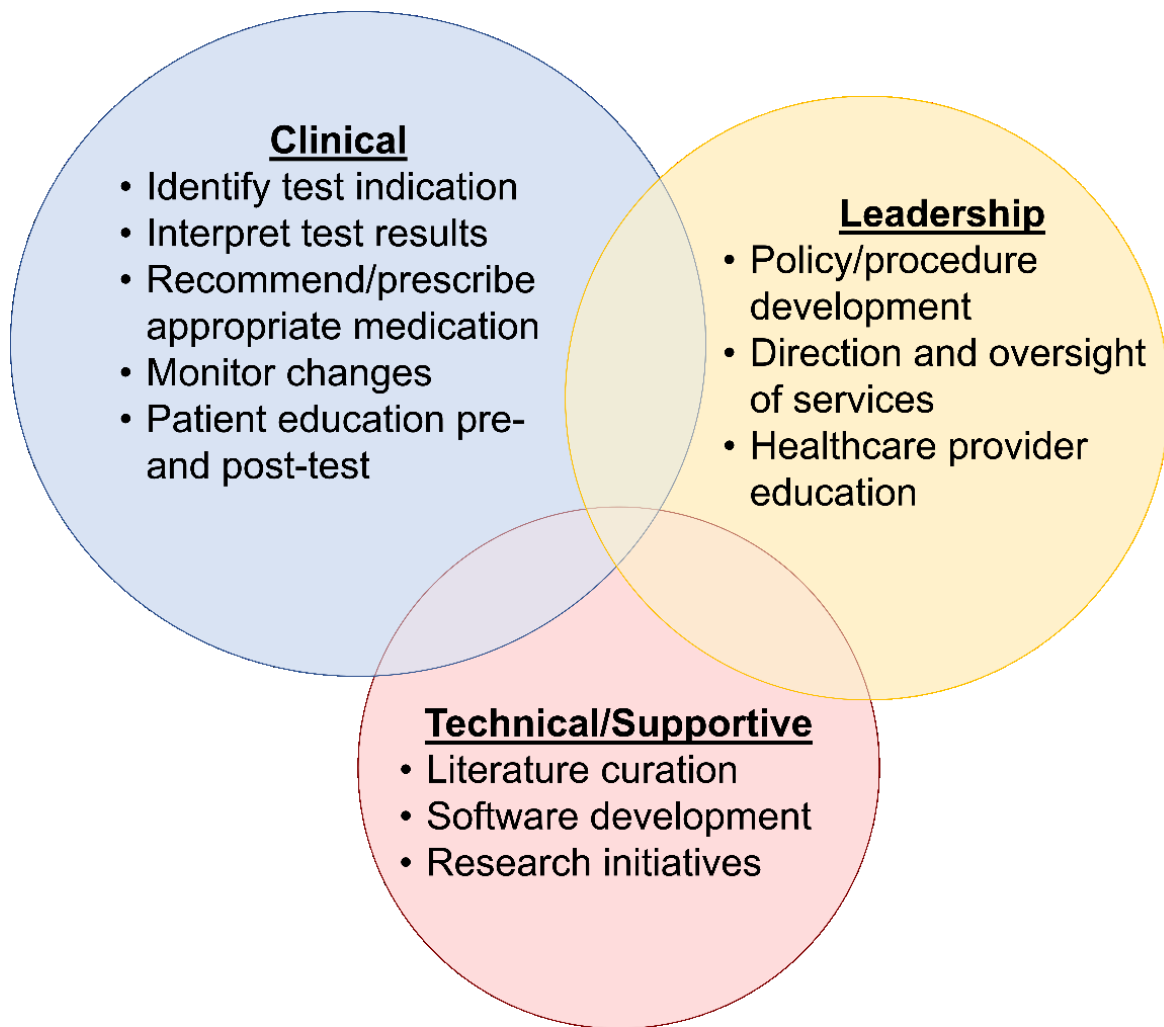 Clinical
• Identify test indication
• Interpret test results
• Recommend/prescribe
appropriate medication
• Monitor changes
• Patient education pre-
and post-test
Leadership
• Policy/procedure
development
• Direction and oversight
of services
• Healthcare provider
education
Technical/Supportive
• Literature curation
• Software development
• Research initiatives